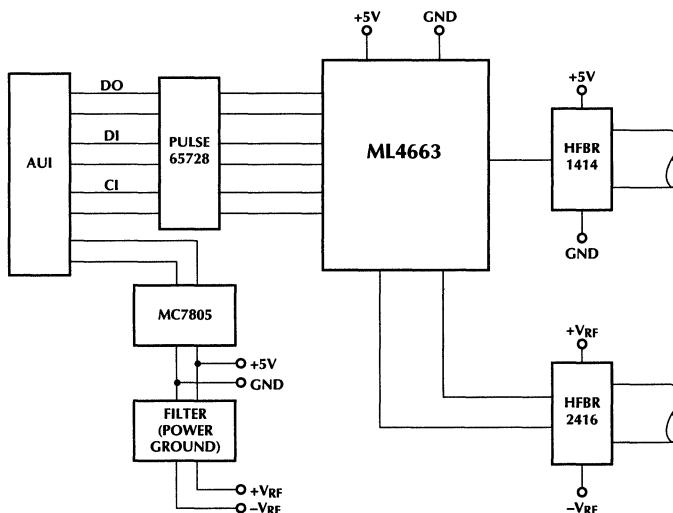 +5V
GND
AUI
DO
DI
CI
PULSE
65728
ML4663
+5V
HFBR
1414
GND
MC7805
+5V
GND
FILTER
(POWER
GROUND)
+VRF
−VRF
+VRF
HFBR
2416
−VRF